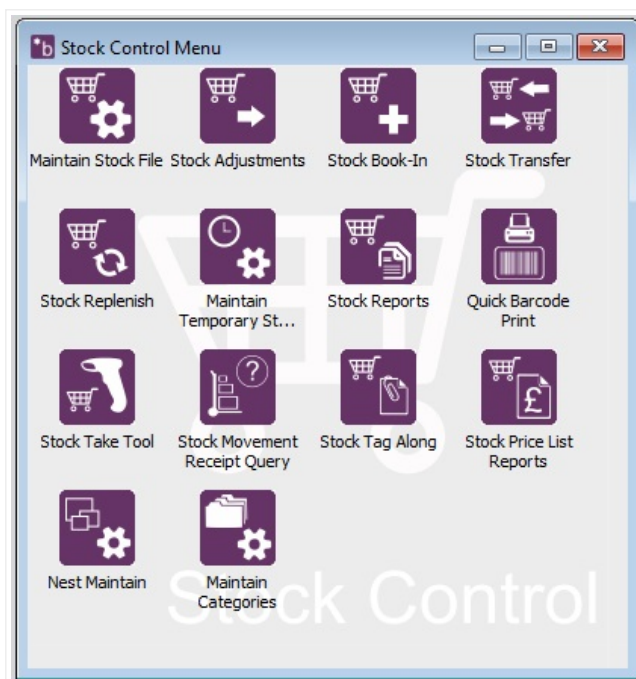 b Stock Control Menu
Maintain Stock File Stock Adjustments Stock Book-In Stock Transfer
Stock Replenish Maintain Stock Reports Quick Barcode
Temporary St... Print
Stock Take Tool Stock Movement Stock Tag Along Stock Price List
£
Receipt Query Reports
Nest Maintain Maintain
Categories
Stock Control